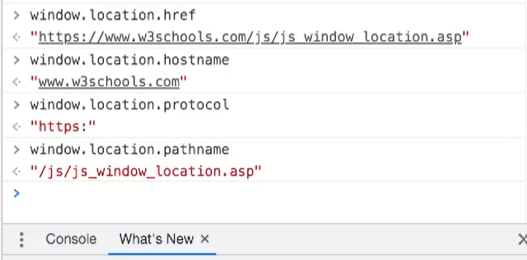 > window.location.href
<· "https://www.w3schools.com/js/js_window_location.asp"
> window.location.hostname
<· "www.w3schools.com"
> window.location.protocol
<· "https:"
> window.location.pathname
<· "/js/js_window_location.asp"
>
⋮ Console What's New ✕ ✕